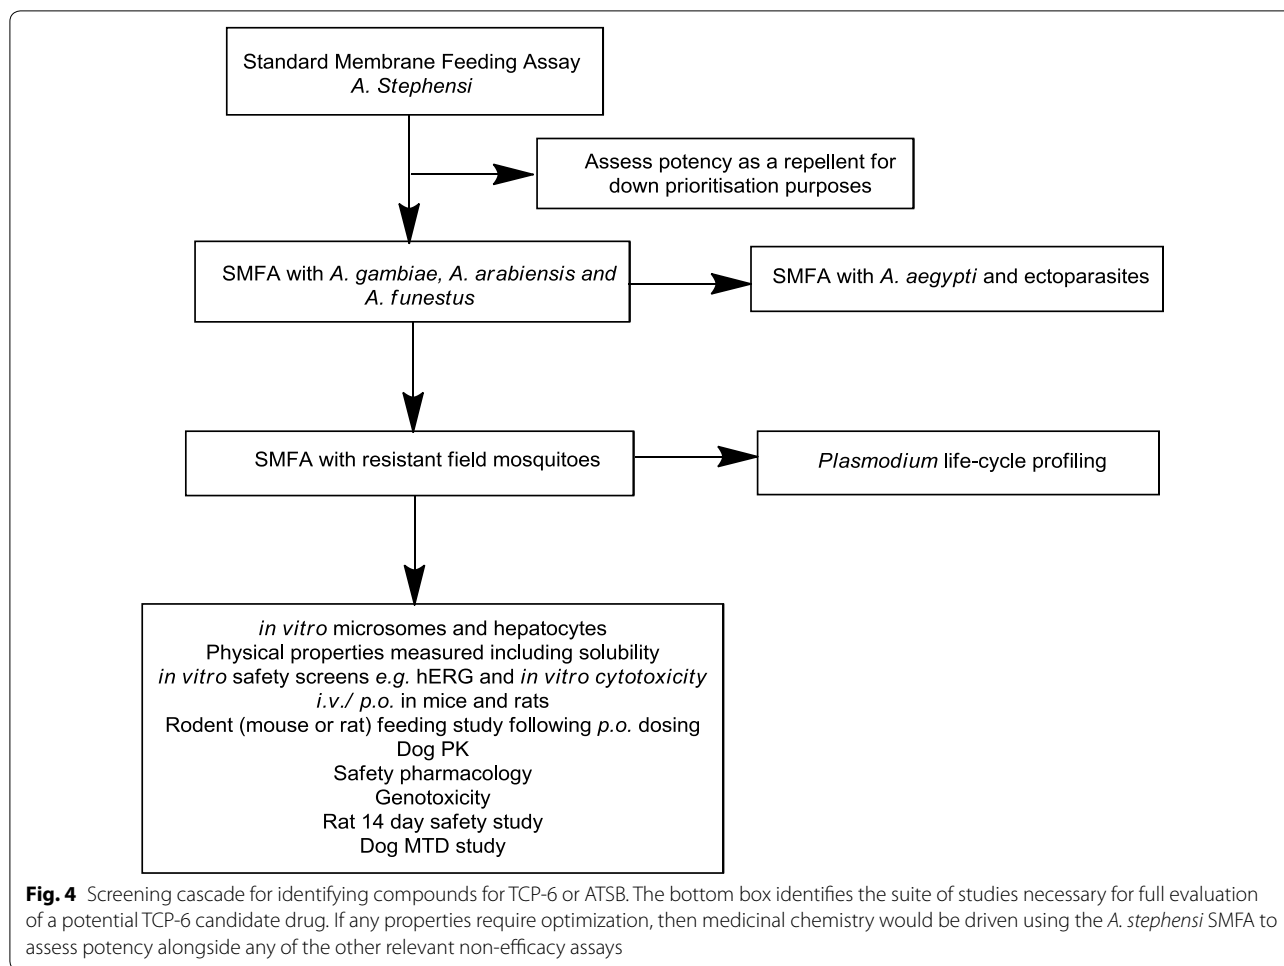 Standard Membrane Feeding Assay
A. Stephensi
Assess potency as a repellent for
down prioritisation purposes
SMFA with A. gambiae, A. arabiensis and
A. funestus
SMFA with A. aegypti and ectoparasites
SMFA with resistant field mosquitoes
Plasmodium life-cycle profiling
in vitro microsomes and hepatocytes
Physical properties measured including solubility
in vitro safety screens e.g. hERG and in vitro cytotoxicity
i.v./ p.o. in mice and rats
Rodent (mouse or rat) feeding study following p.o. dosing
Dog PK
Safety pharmacology
Genotoxicity
Rat 14 day safety study
Dog MTD study
Fig. 4 Screening cascade for identifying compounds for TCP-6 or ATSB. The bottom box identifies the suite of studies necessary for full evaluation
of a potential TCP-6 candidate drug. If any properties require optimization, then medicinal chemistry would be driven using the A. stephensi SMFA to
assess potency alongside any of the other relevant non-efficacy assays